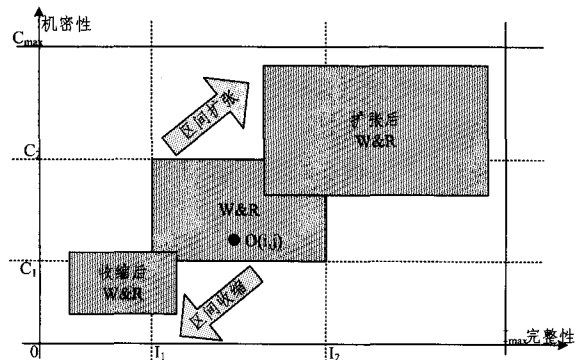 机密性
Cmax
区间扩张
扩张后
W&R
C2
W&R
O(i,j)
C1
收缩后
W&R
区间收缩
0
I1
I2
Imax完整性